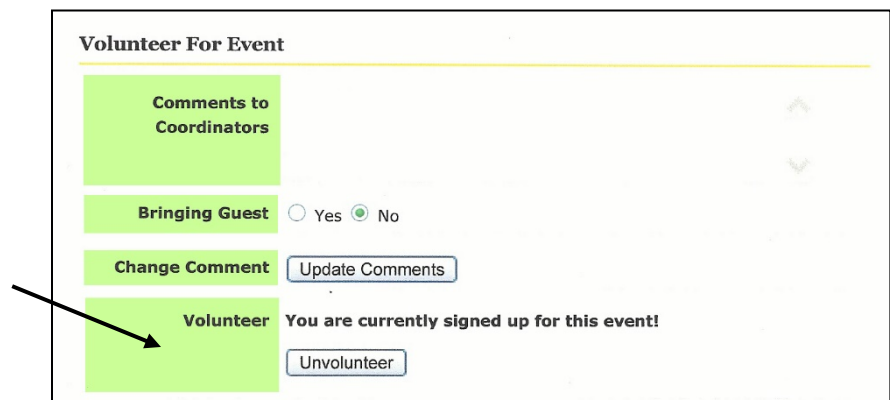 Volunteer For Event
Comments to
Coordinators
Bringing Guest Yes No
Change Comment Update Comments
Volunteer You are currently signed up for this event!
Unvolunteer